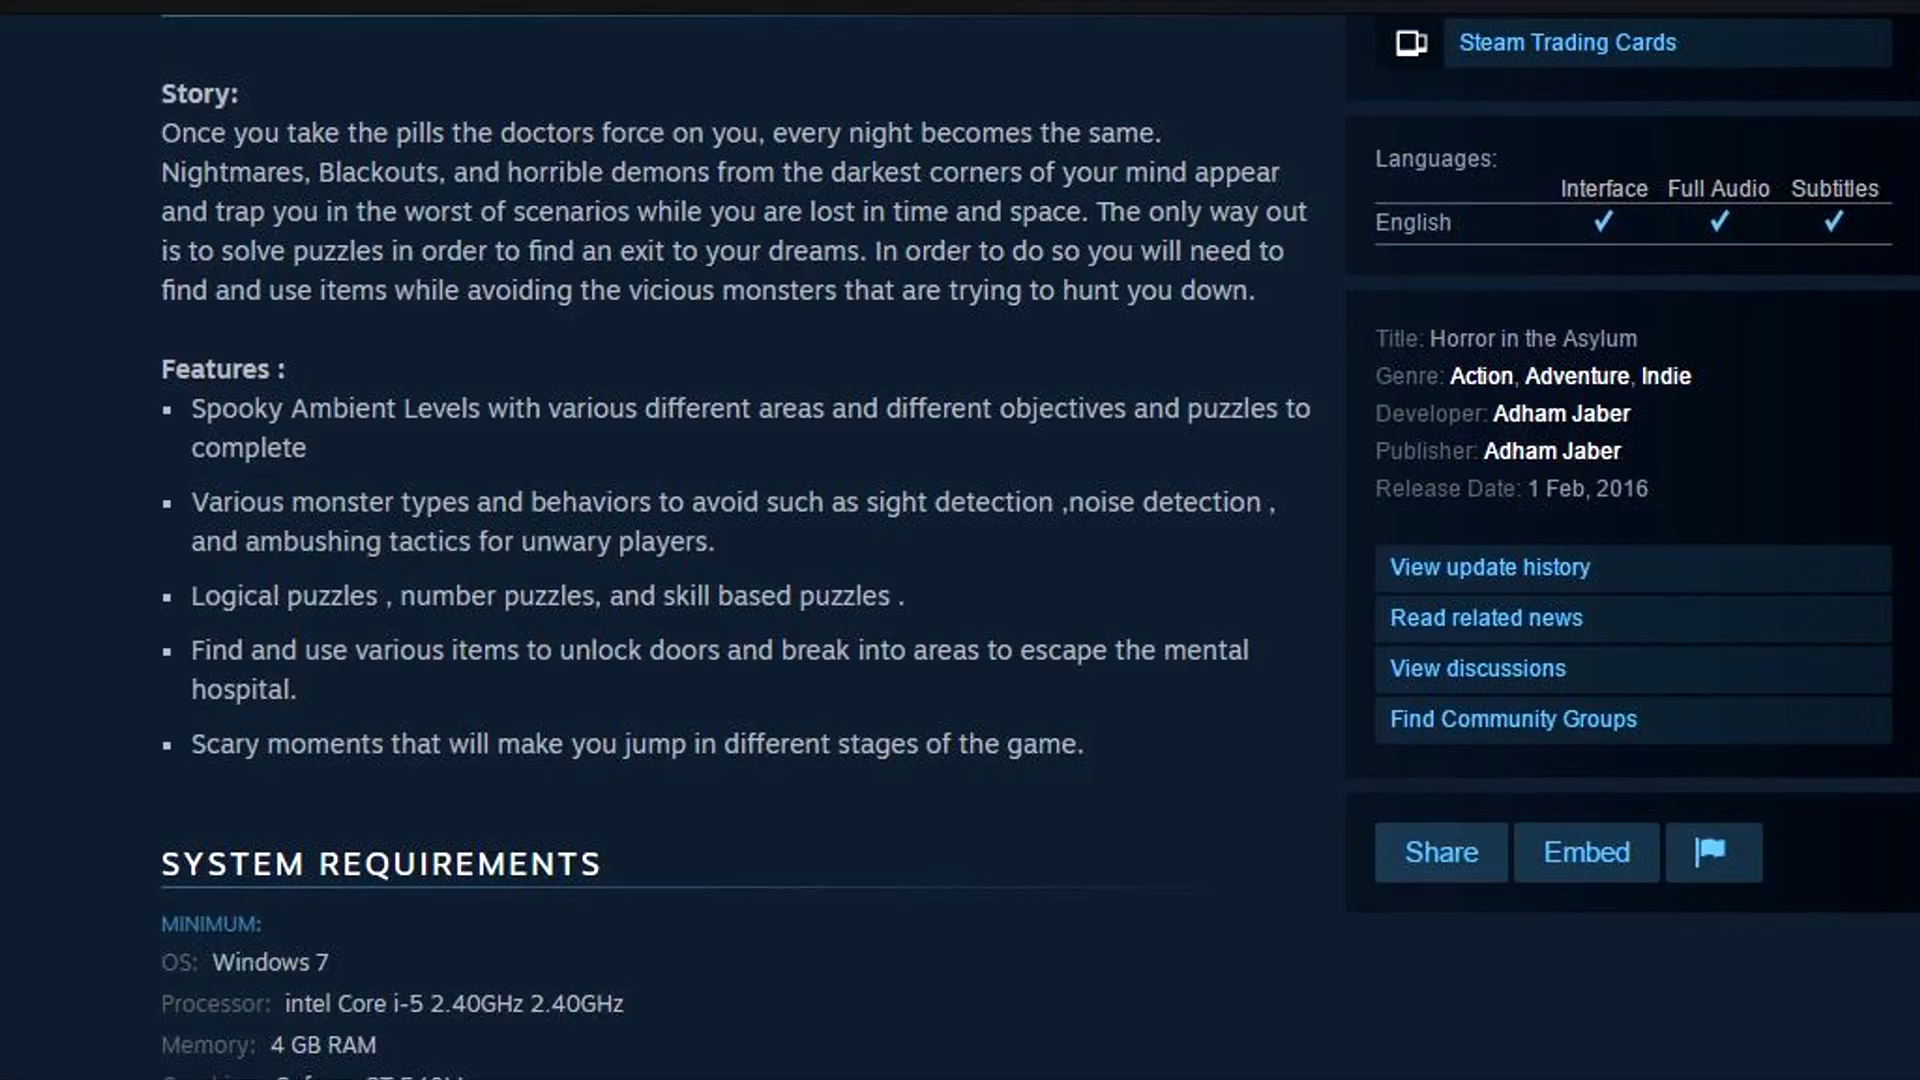 Story:
Once you take the pills the doctors force on you, every night becomes the same.
Nightmares, Blackouts, and horrible demons from the darkest corners of your mind appear
and trap you in the worst of scenarios while you are lost in time and space. The only way out
is to solve puzzles in order to find an exit to your dreams. In order to do so you will need to
find and use items while avoiding the vicious monsters that are trying to hunt you down.
Features :
▪ Spooky Ambient Levels with various different areas and different objectives and puzzles to
complete
▪ Various monster types and behaviors to avoid such as sight detection ,noise detection ,
and ambushing tactics for unwary players.
▪ Logical puzzles , number puzzles, and skill based puzzles .
▪ Find and use various items to unlock doors and break into areas to escape the mental
hospital.
▪ Scary moments that will make you jump in different stages of the game.
SYSTEM REQUIREMENTS
MINIMUM:
OS: Windows 7
Processor: intel Core i-5 2.40GHz 2.40GHz
Memory: 4 GB RAM
Steam Trading Cards
Languages:
Interface Full Audio Subtitles
English ✓ ✓ ✓
Title: Horror in the Asylum
Genre: Action, Adventure, Indie
Developer: Adham Jaber
Publisher: Adham Jaber
Release Date: 1 Feb, 2016
View update history
Read related news
View discussions
Find Community Groups
Share Embed